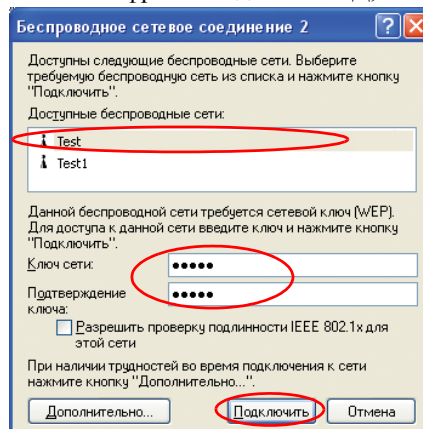 Беспроводное сетевое соединение 2
Доступны следующие беспроводные сети. Выберите
требуемую беспроводную сеть из списка и нажмите кнопку
"Подключить".
Доступные беспроводные сети:
Test
Test1
Данной беспроводной сети требуется сетевой ключ (WEP).
Для доступа к данной сети введите ключ и нажмите кнопку
"Подключить".
Ключ сети: •••••
Подтверждение •••••
ключа:
Разрешить проверку подлинности IEEE 802.1x для
этой сети
При наличии трудностей во время подключения к сети
нажмите кнопку "Дополнительно...".
Дополнительно... Подключить Отмена